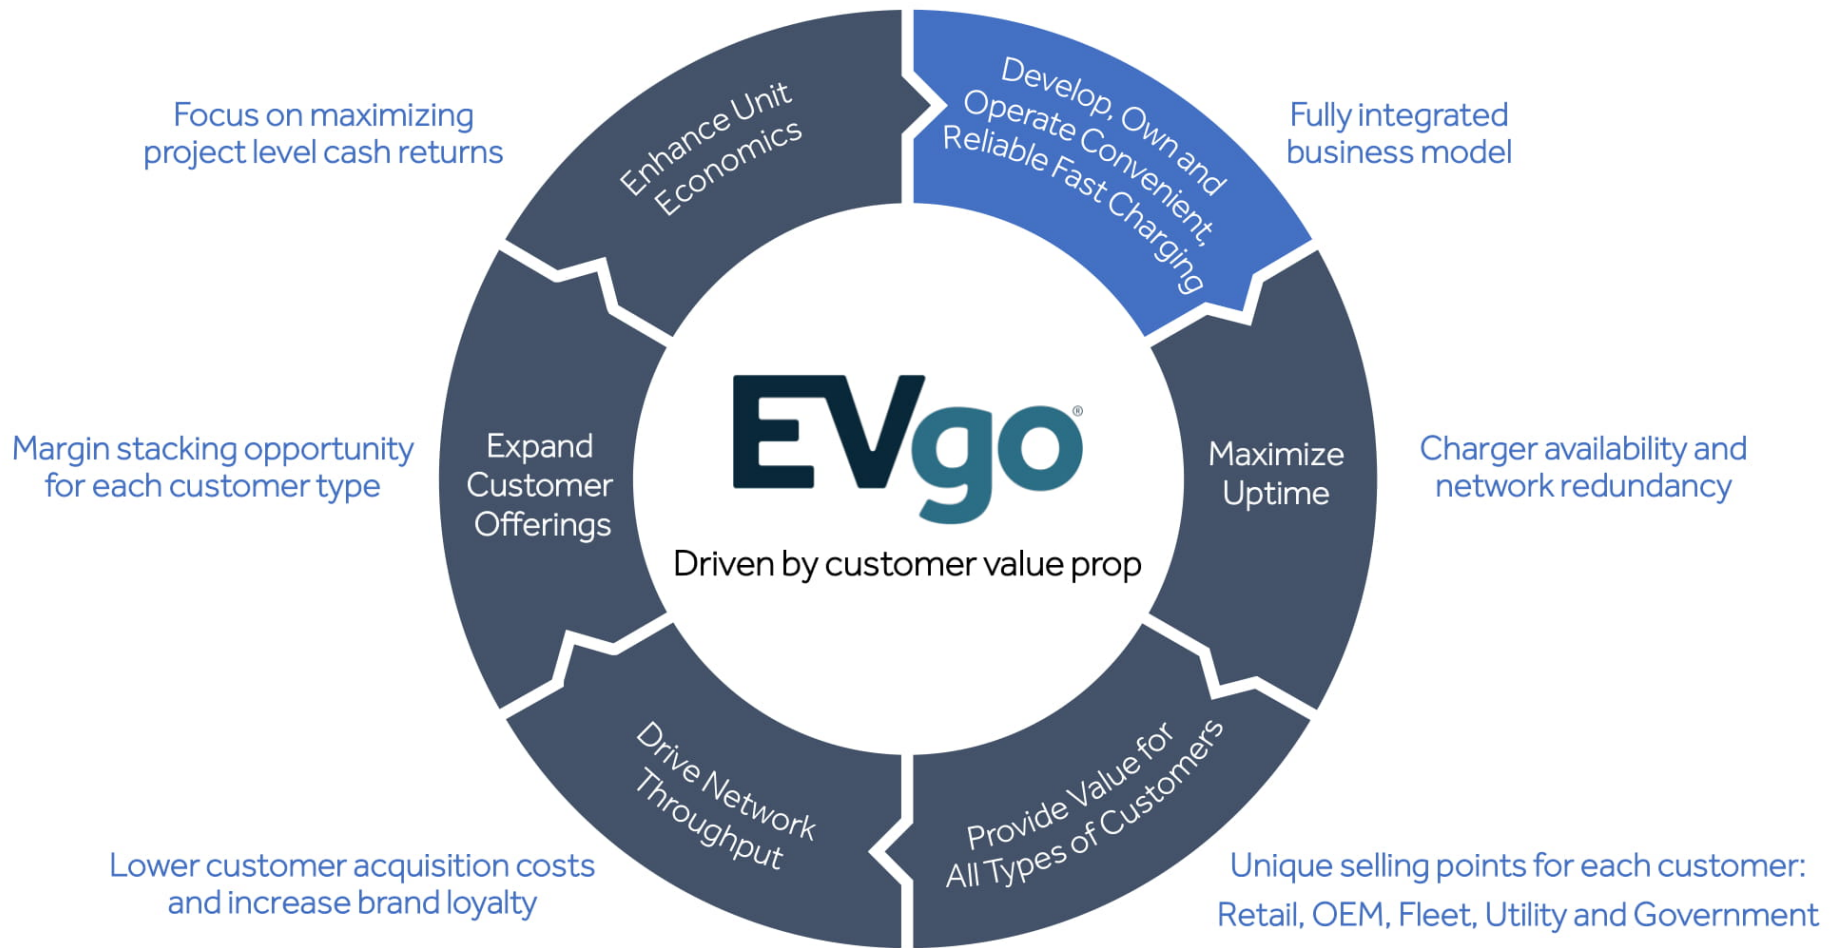 Focus on maximizing
project level cash returns
Enhance Unit
Economics
Develop, Own and
Operate Convenient,
Reliable Fast Charging
Fully integrated
business model
Margin stacking opportunity
for each customer type
Expand
Customer
Offerings
EVgo®
Driven by customer value prop
Maximize
Uptime
Charger availability and
network redundancy
Lower customer acquisition costs
and increase brand loyalty
Drive Network
Throughput
Provide Value for
All Types of Customers
Unique selling points for each customer:
Retail, OEM, Fleet, Utility and Government